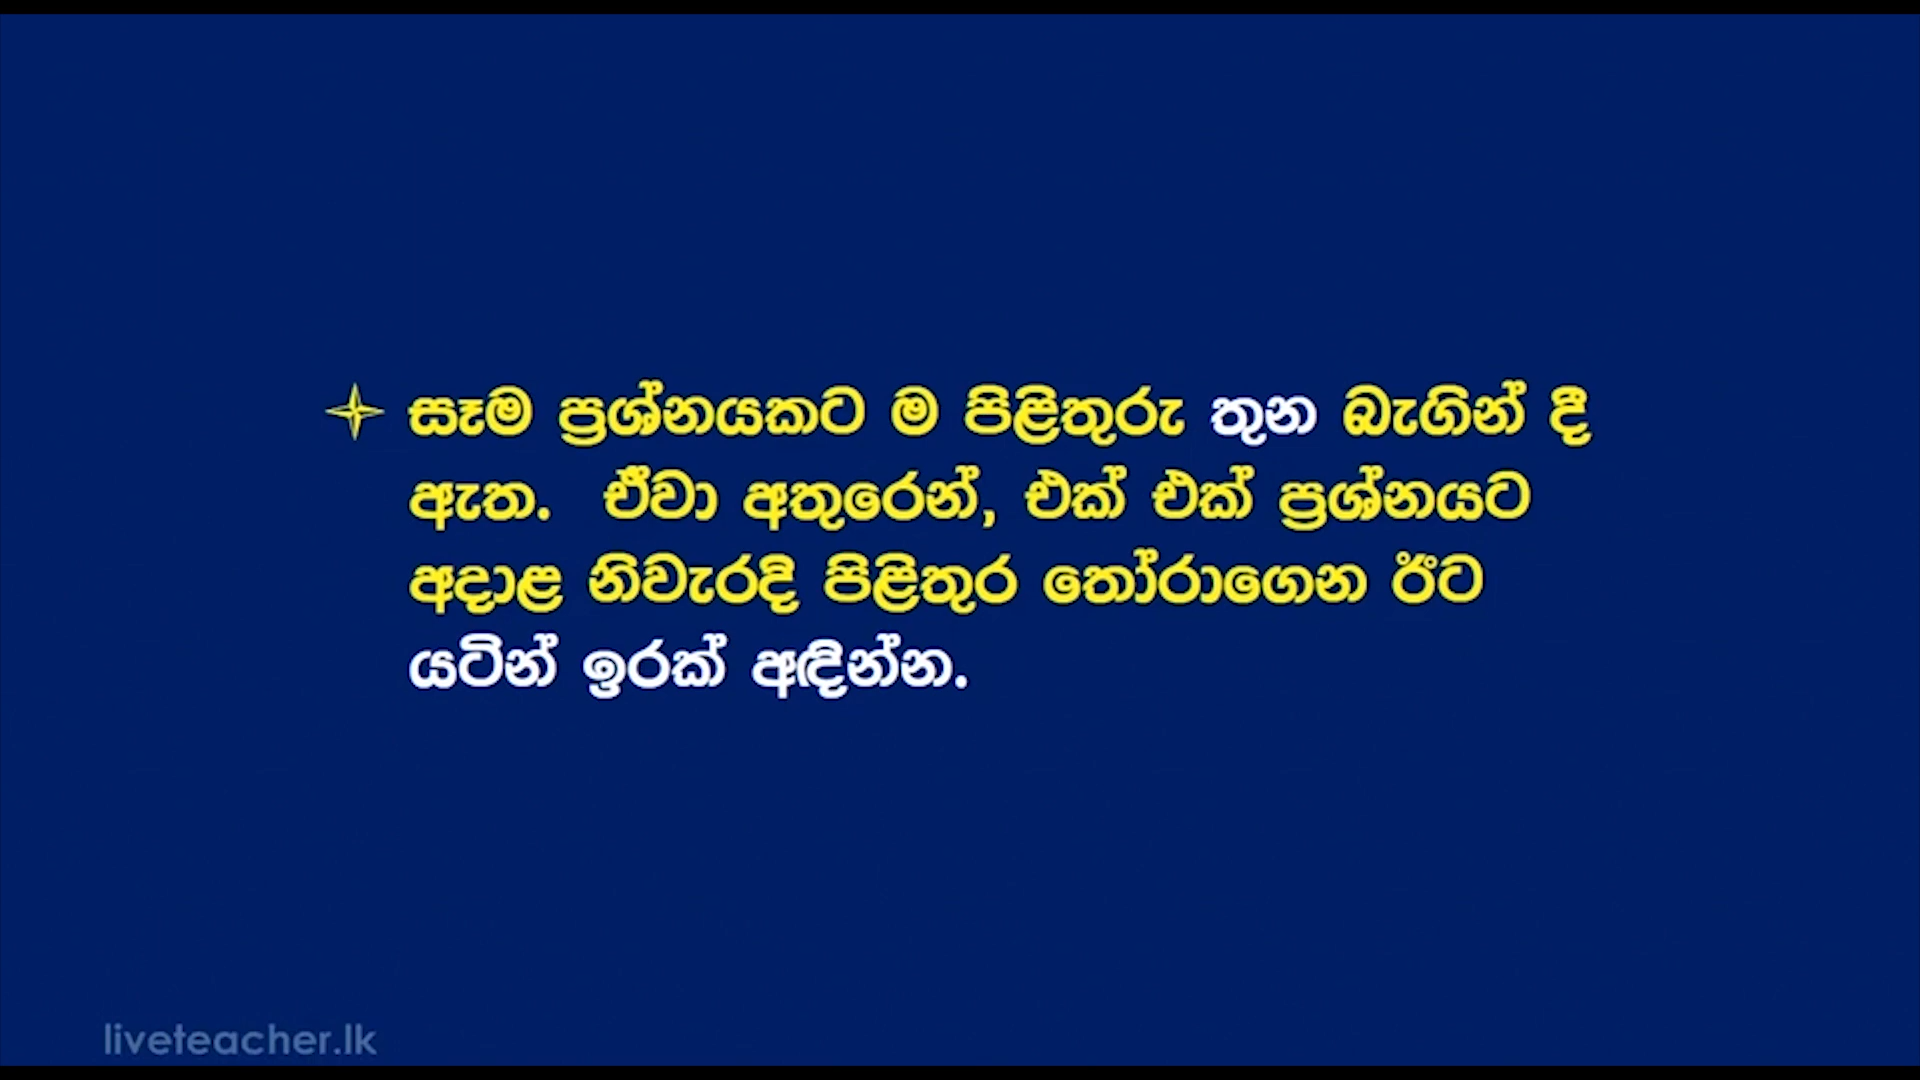 සෑම ප්‍රශ්නයකට ම පිළිතුරු තුන බැගින් දී
ඇත. ඒවා අතුරෙන්, එක් එක් ප්‍රශ්නයට
අදාළ නිවැරදි පිළිතුර තෝරාගෙන ඊට
යටින් ඉරක් අඳින්න.
liveteacher.lk